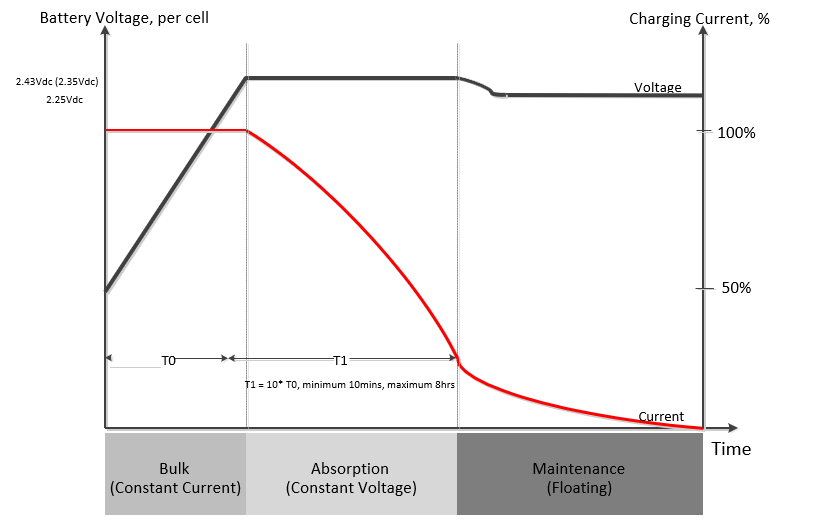 Battery Voltage, per cell
Charging Current, %
2.43Vdc (2.35Vdc)
2.25Vdc
Voltage
100%
50%
T0
T1
T1 = 10* T0, minimum 10mins, maximum 8hrs
Current
Time
Bulk
(Constant Current)
Absorption
(Constant Voltage)
Maintenance
(Floating)